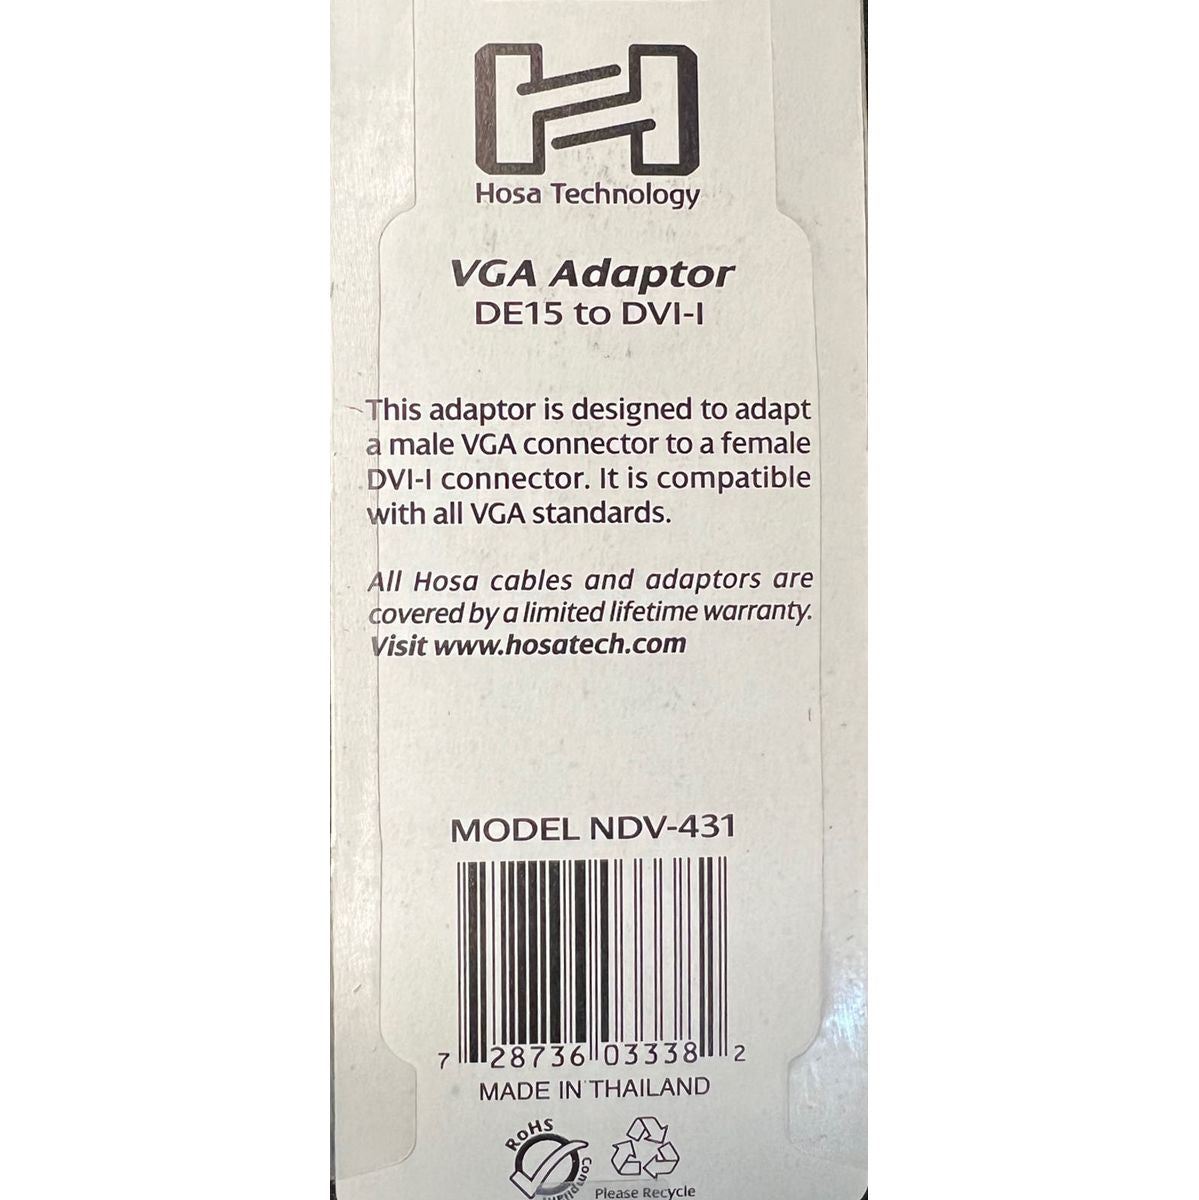 Hosa Technology
VGA Adaptor
DE15 to DVI-I
This adaptor is designed to adapt
a male VGA connector to a female
DVI-I connector. It is compatible
with all VGA standards.
All Hosa cables and adaptors are
covered by a limited lifetime warranty.
Visit www.hosatech.com
MODEL NDV-431
7 28736 03338 2
MADE IN THAILAND
RoHS
Compliant
Please Recycle